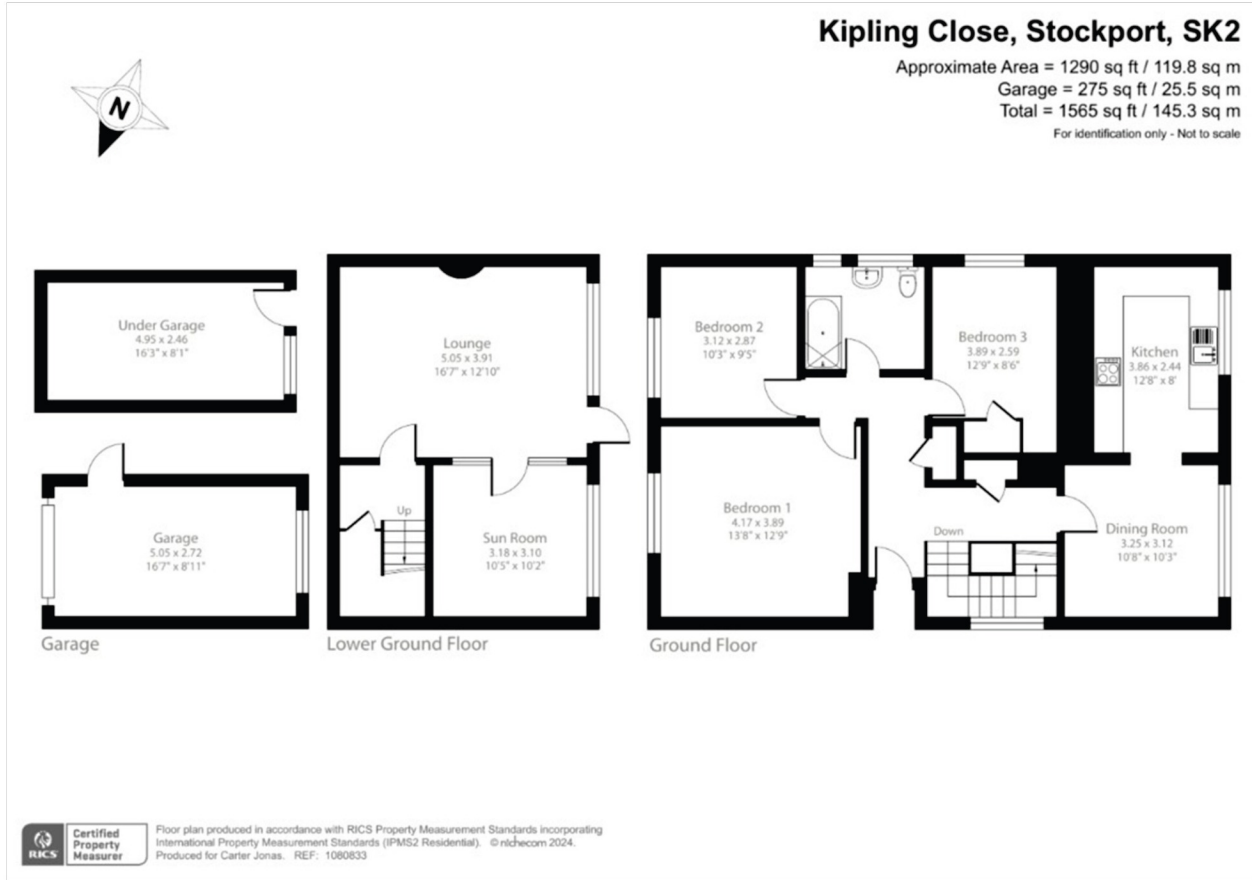 Kipling Close, Stockport, SK2
Approximate Area = 1290 sq ft / 119.8 sq m
Garage = 275 sq ft / 25.5 sq m
Total = 1565 sq ft / 145.3 sq m
For identification only - Not to scale
N
Under Garage
4.95 x 2.46
16'3" x 8'1"
Garage
5.05 x 2.72
16'7" x 8'11"
Garage
Lounge
5.05 x 3.91
16'7" x 12'10"
Up
Sun Room
3.18 x 3.10
10'5" x 10'2"
Lower Ground Floor
Bedroom 2
3.12 x 2.87
10'3" x 9'5"
Bedroom 3
3.89 x 2.59
12'9" x 8'6"
Kitchen
3.86 x 2.44
12'8" x 8'
Bedroom 1
4.17 x 3.89
13'8" x 12'9"
Down
Dining Room
3.25 x 3.12
10'8" x 10'3"
Ground Floor
RICS
Certified
Property
Measurer
Floor plan produced in accordance with RICS Property Measurement Standards incorporating
International Property Measurement Standards (IPMS2 Residential). © nlchecom 2024.
Produced for Carter Jonas. REF: 1080833